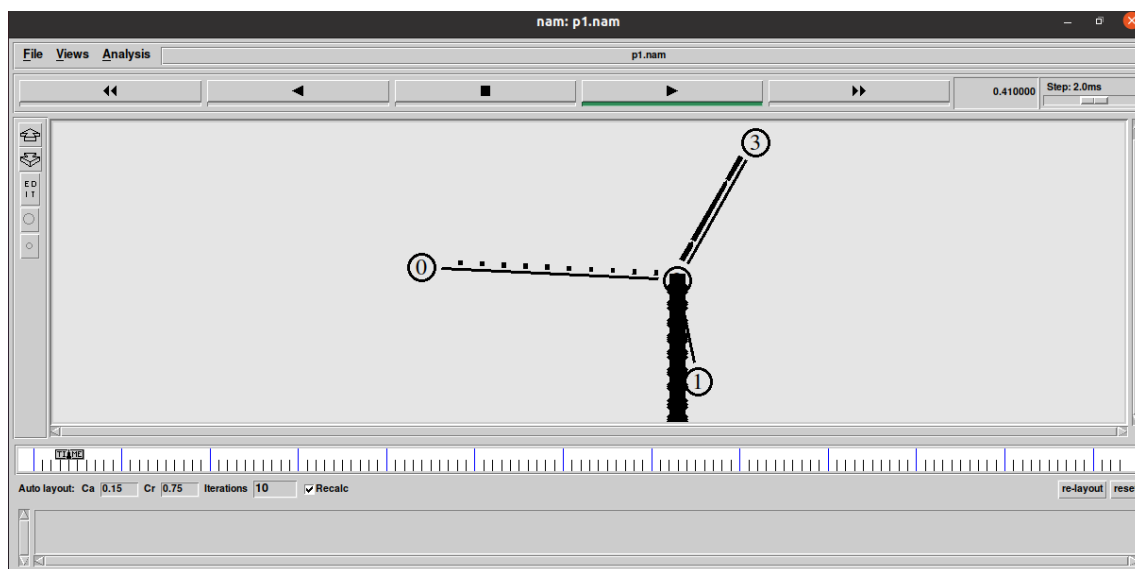 nam: p1.nam
File Views Analysis p1.nam
0.410000 Step: 2.0ms
3
0
1
ED
IT
TIME
Auto layout: Ca 0.15 Cr 0.75 Iterations 10 Recalc re-layout rese